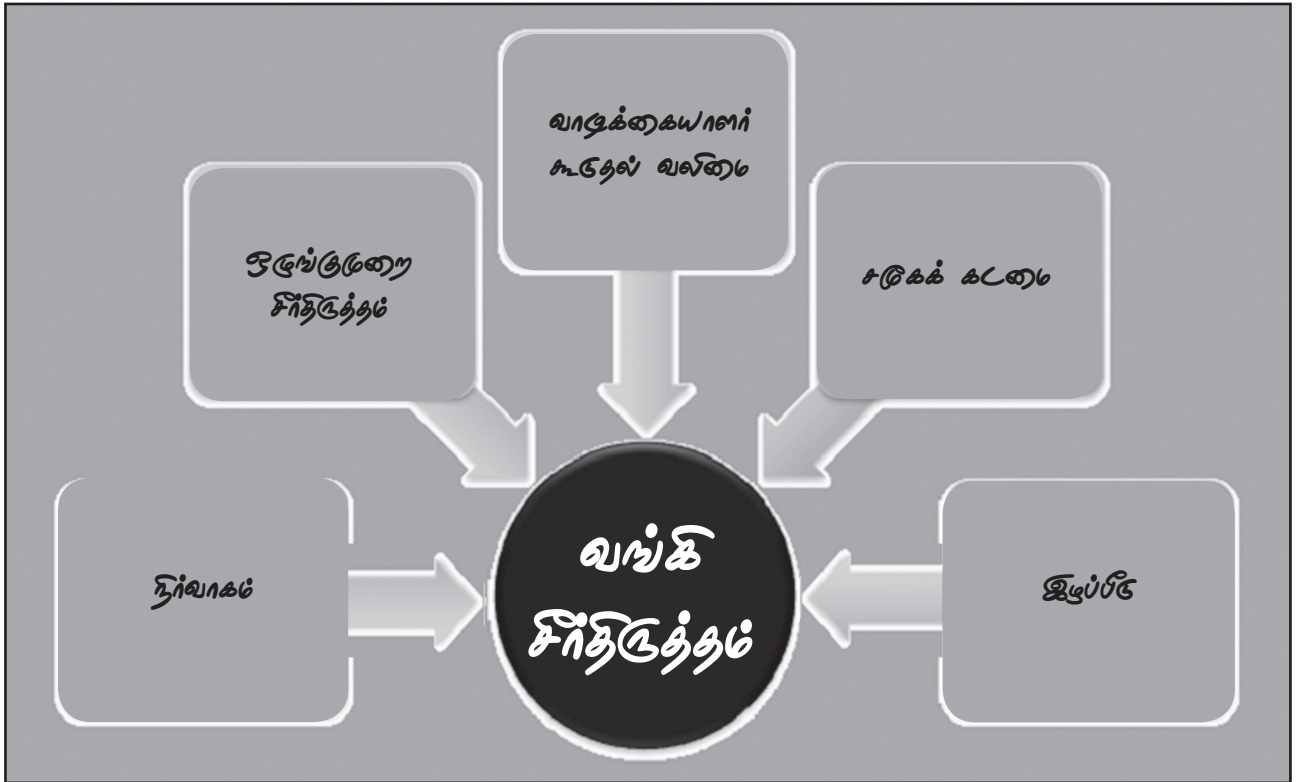 வாடிக்கையாளர்
கூடுதல் வலிமை
ஒழுங்குமுறை
சீர்திருத்தம்
சமூகக் கடமை
நிர்வாகம்
வங்கி
சீர்திருத்தம்
இழப்பீடு